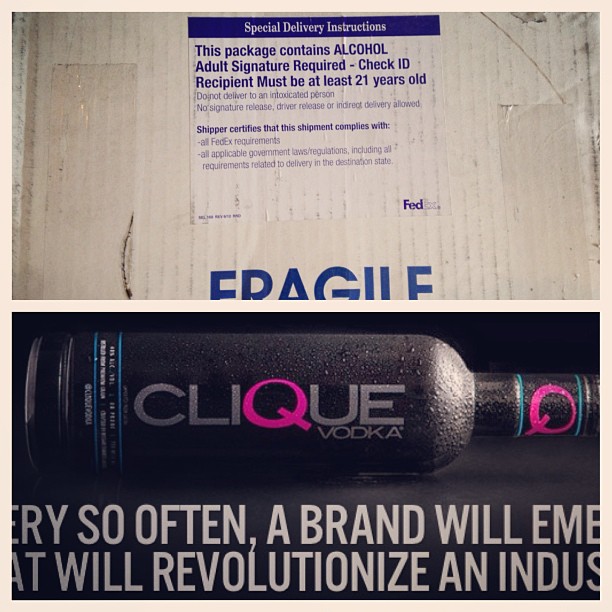 Special Delivery Instructions
This package contains ALCOHOL
Adult Signature Required - Check ID
Recipient Must be at least 21 years old
Do not deliver to an intoxicated person
No signature release, driver release or indirect delivery allowed
Shipper certifies that this shipment complies with:
-all FedEx requirements
-all applicable government laws/regulations, including all
requirements related to delivery in the destination state.
Fed
FRAGILE
CLIQUE
VODKA
Q
ERY SO OFTEN, A BRAND WILL EME
AT WILL REVOLUTIONIZE AN INDUS